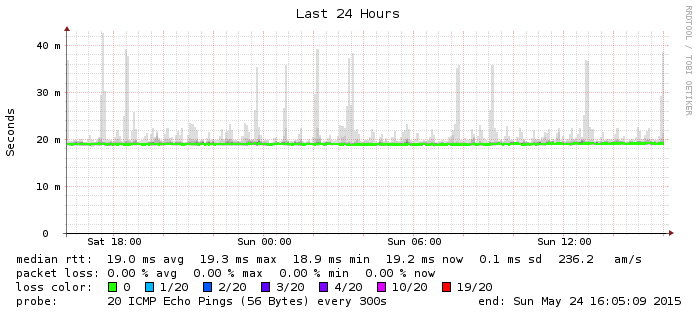 Last 24 Hours
RRDTOOL / TOBI OETIKER
Seconds
40 m
30 m
20 m
10 m
0
Sat 18:00 Sun 00:00 Sun 06:00 Sun 12:00
median rtt: 19.0 ms avg 19.3 ms max 18.9 ms min 19.2 ms now 0.1 ms sd 236.2 am/s
packet loss: 0.00 % avg 0.00 % max 0.00 % min 0.00 % now
loss color: 0 1/20 2/20 3/20 4/20 10/20 19/20
probe: 20 ICMP Echo Pings (56 Bytes) every 300s end: Sun May 24 16:05:09 2015